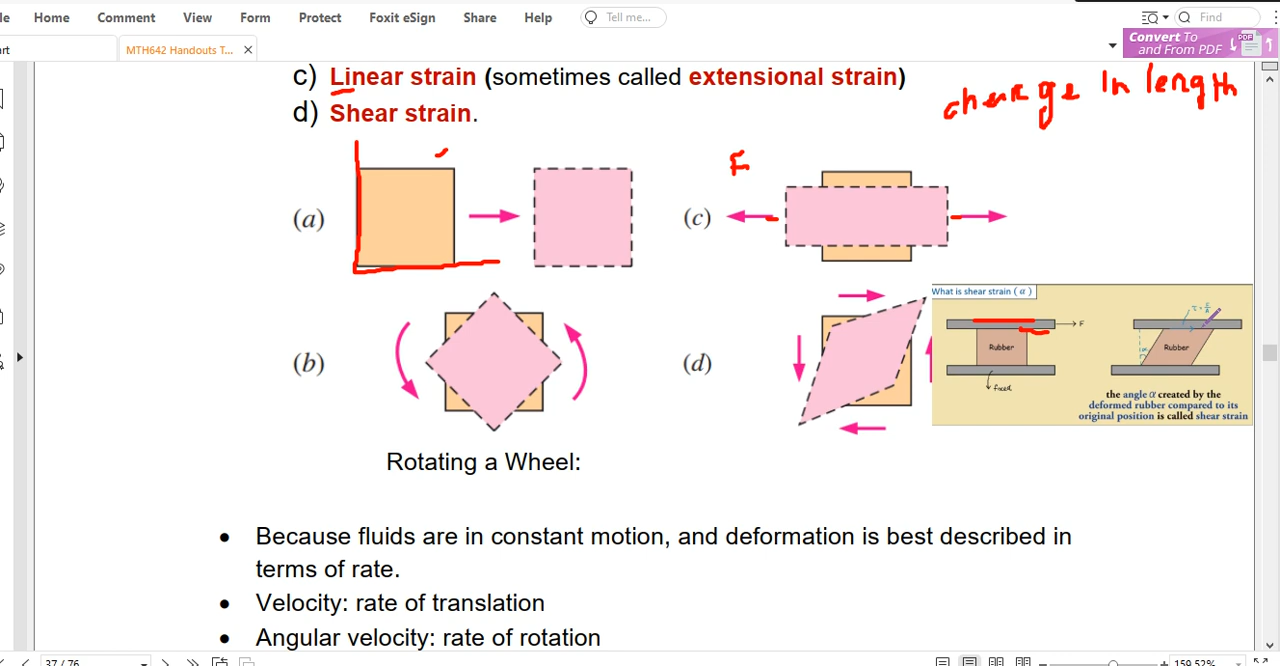 Home Comment View Form Protect Foxit eSign Share Help Tell me... Find
Convert To
and From PDF
PDF
MTH642 Handouts T...
c) Linear strain (sometimes called extensional strain)
change in length
d) Shear strain.
F
(a)
(c)
What is shear strain (α)
F
Rubber
Rubber
fixed
(b)
(d)
the angle α created by the
deformed rubber compared to its
original position is called shear strain
Rotating a Wheel:
• Because fluids are in constant motion, and deformation is best described in
terms of rate.
• Velocity: rate of translation
• Angular velocity: rate of rotation
37 / 76
159.52%